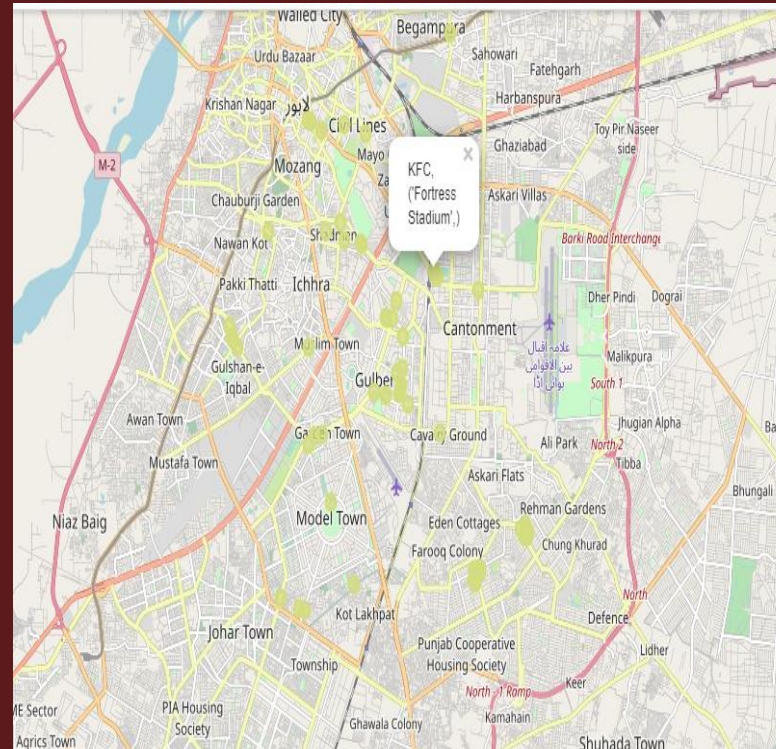 Walled City
Begampura
Urdu Bazaar
Sahowari
Fatehgarh
Harbanspura
Krishan Nagar
لاہور
Civil Lines
Toy Pir Naseer
side
M-2
Mozang
Mayo
Ghaziabad
×
KFC,
('Fortress
Stadium',)
Chauburji Garden
Askari Villas
Nawan Kot
Shadman
Barki Road Interchange
Pakki Thatti
Ichhra
Dher Pindi
Dograi
Cantonment
علامہ اقبال
بین الاقوامی
ہوائی اڈا
Muslim Town
Malikpura
Gulshan-e-
Iqbal
Gulber
South 1
Awan Town
Jhugian Alpha
Garden Town
Cavalry Ground
Ali Park
North 2
Mustafa Town
Tibba
Askari Flats
Bhungali
Niaz Baig
Model Town
Rehman Gardens
Eden Cottages
Chung Khurad
Farooq Colony
North
Kot Lakhpat
Defence
Johar Town
Punjab Cooperative
Housing Society
Lidher
Township
Keer
North - 1 Ramp
ME Sector
PIA Housing
Society
Kamahain
Ghawala Colony
Agrics Town
Shuhada Town